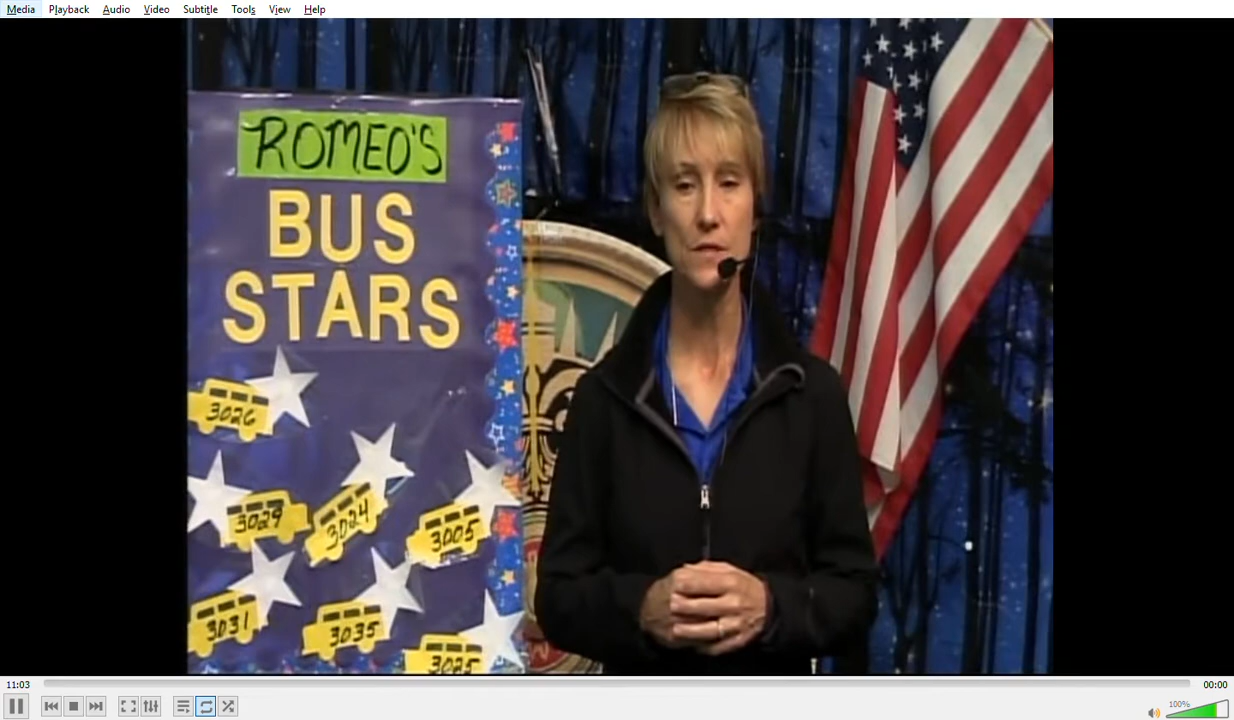 Media Playback Audio Video Subtitle Tools View Help
ROMEO'S
BUS
STARS
3026
3029
3024
3005
3031
3035
3025
11:03
00:00
100%